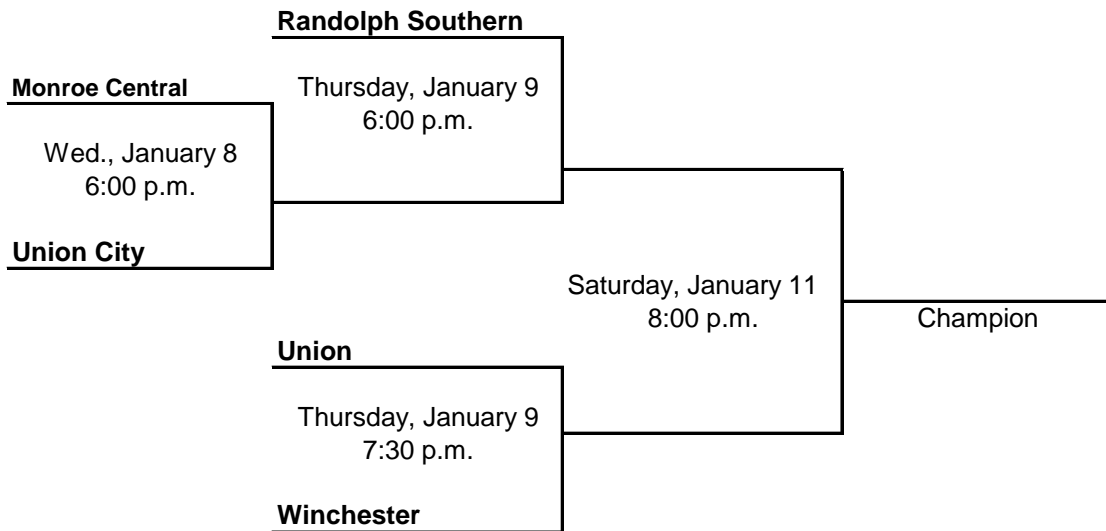 Randolph Southern
Monroe Central
Thursday, January 9
6:00 p.m.
Wed., January 8
6:00 p.m.
Union City
Saturday, January 11
8:00 p.m.
Champion
Union
Thursday, January 9
7:30 p.m.
Winchester